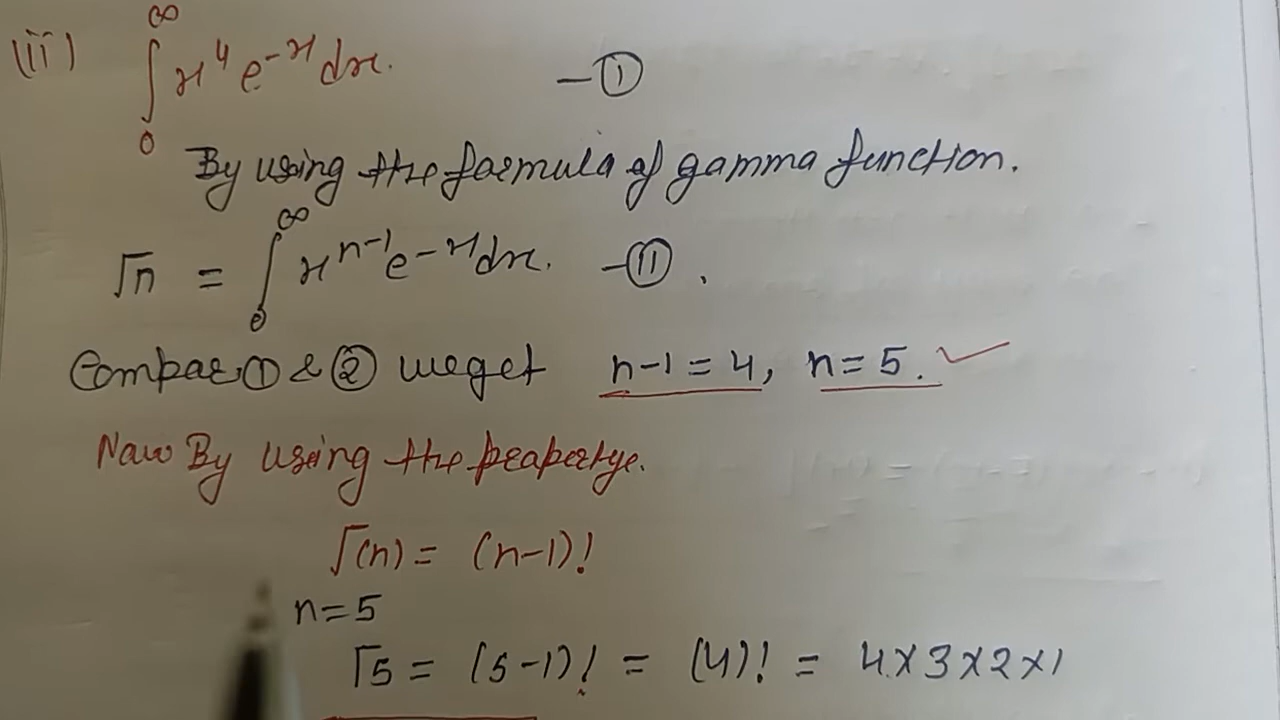 (ii) ∫₀^∞ x⁴ e⁻ˣ dx. —①
By using the formula of gamma function.
Γn = ∫₀^∞ xⁿ⁻¹ e⁻ˣ dx. —⑪.
Compar ① & ② we get n-1=4, n=5. ✓
Now By using the propertye.
Γ(n) = (n-1)!
n=5
Γ5 = (5-1)! = (4)! = 4×3×2×1